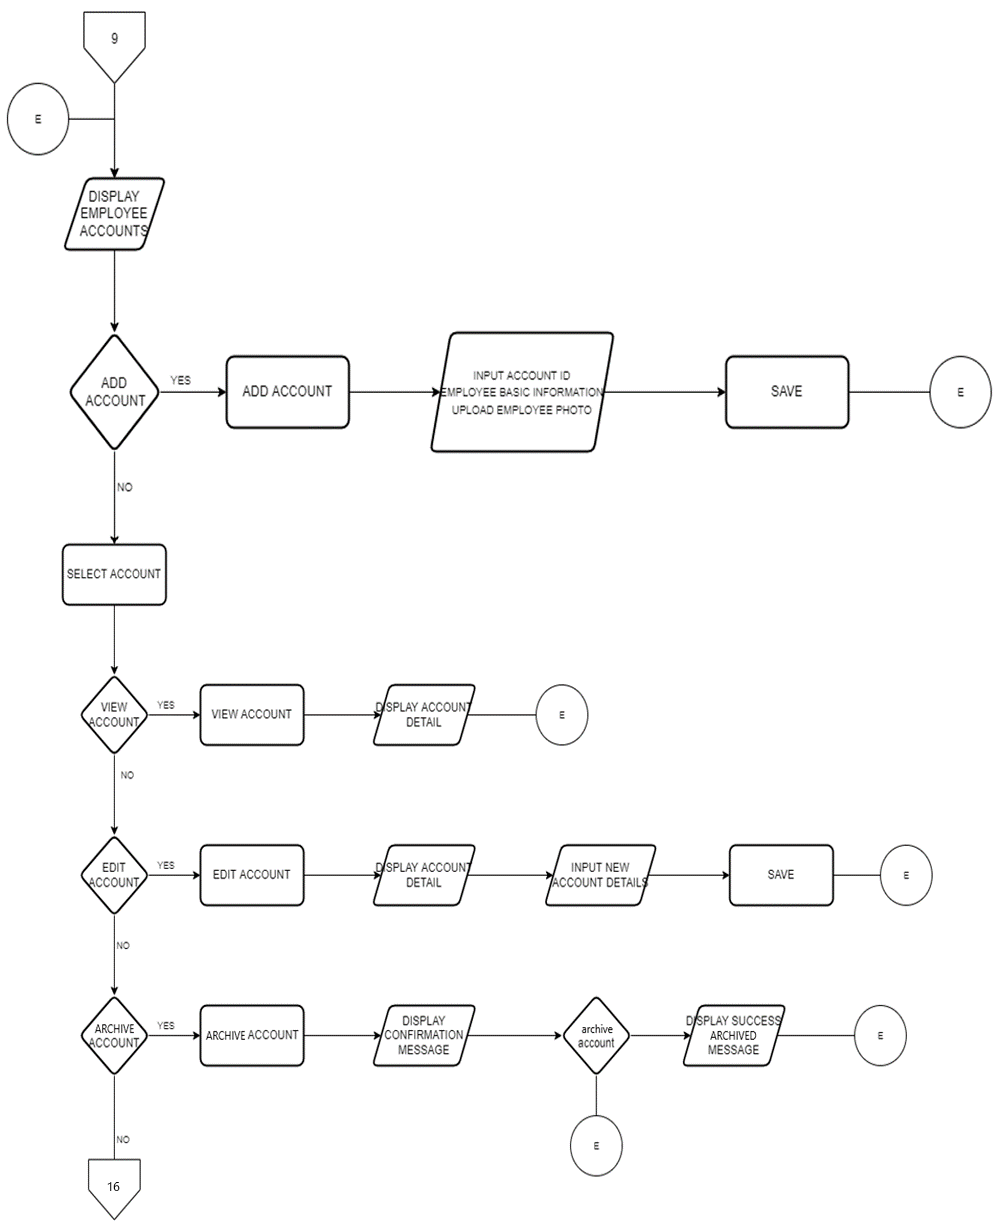 9
E
DISPLAY
EMPLOYEE
ACCOUNTS
ADD
ACCOUNT
YES
ADD ACCOUNT
INPUT ACCOUNT ID
EMPLOYEE BASIC INFORMATION
UPLOAD EMPLOYEE PHOTO
SAVE
E
NO
SELECT ACCOUNT
VIEW
ACCOUNT
YES
VIEW ACCOUNT
DISPLAY ACCOUNT
DETAIL
E
NO
EDIT
ACCOUNT
YES
EDIT ACCOUNT
DISPLAY ACCOUNT
DETAIL
INPUT NEW
ACCOUNT DETAILS
SAVE
E
NO
ARCHIVE
ACCOUNT
YES
ARCHIVE ACCOUNT
DISPLAY
CONFIRMATION
MESSAGE
archive
account
DISPLAY SUCCESS
ARCHIVED
MESSAGE
E
E
NO
16